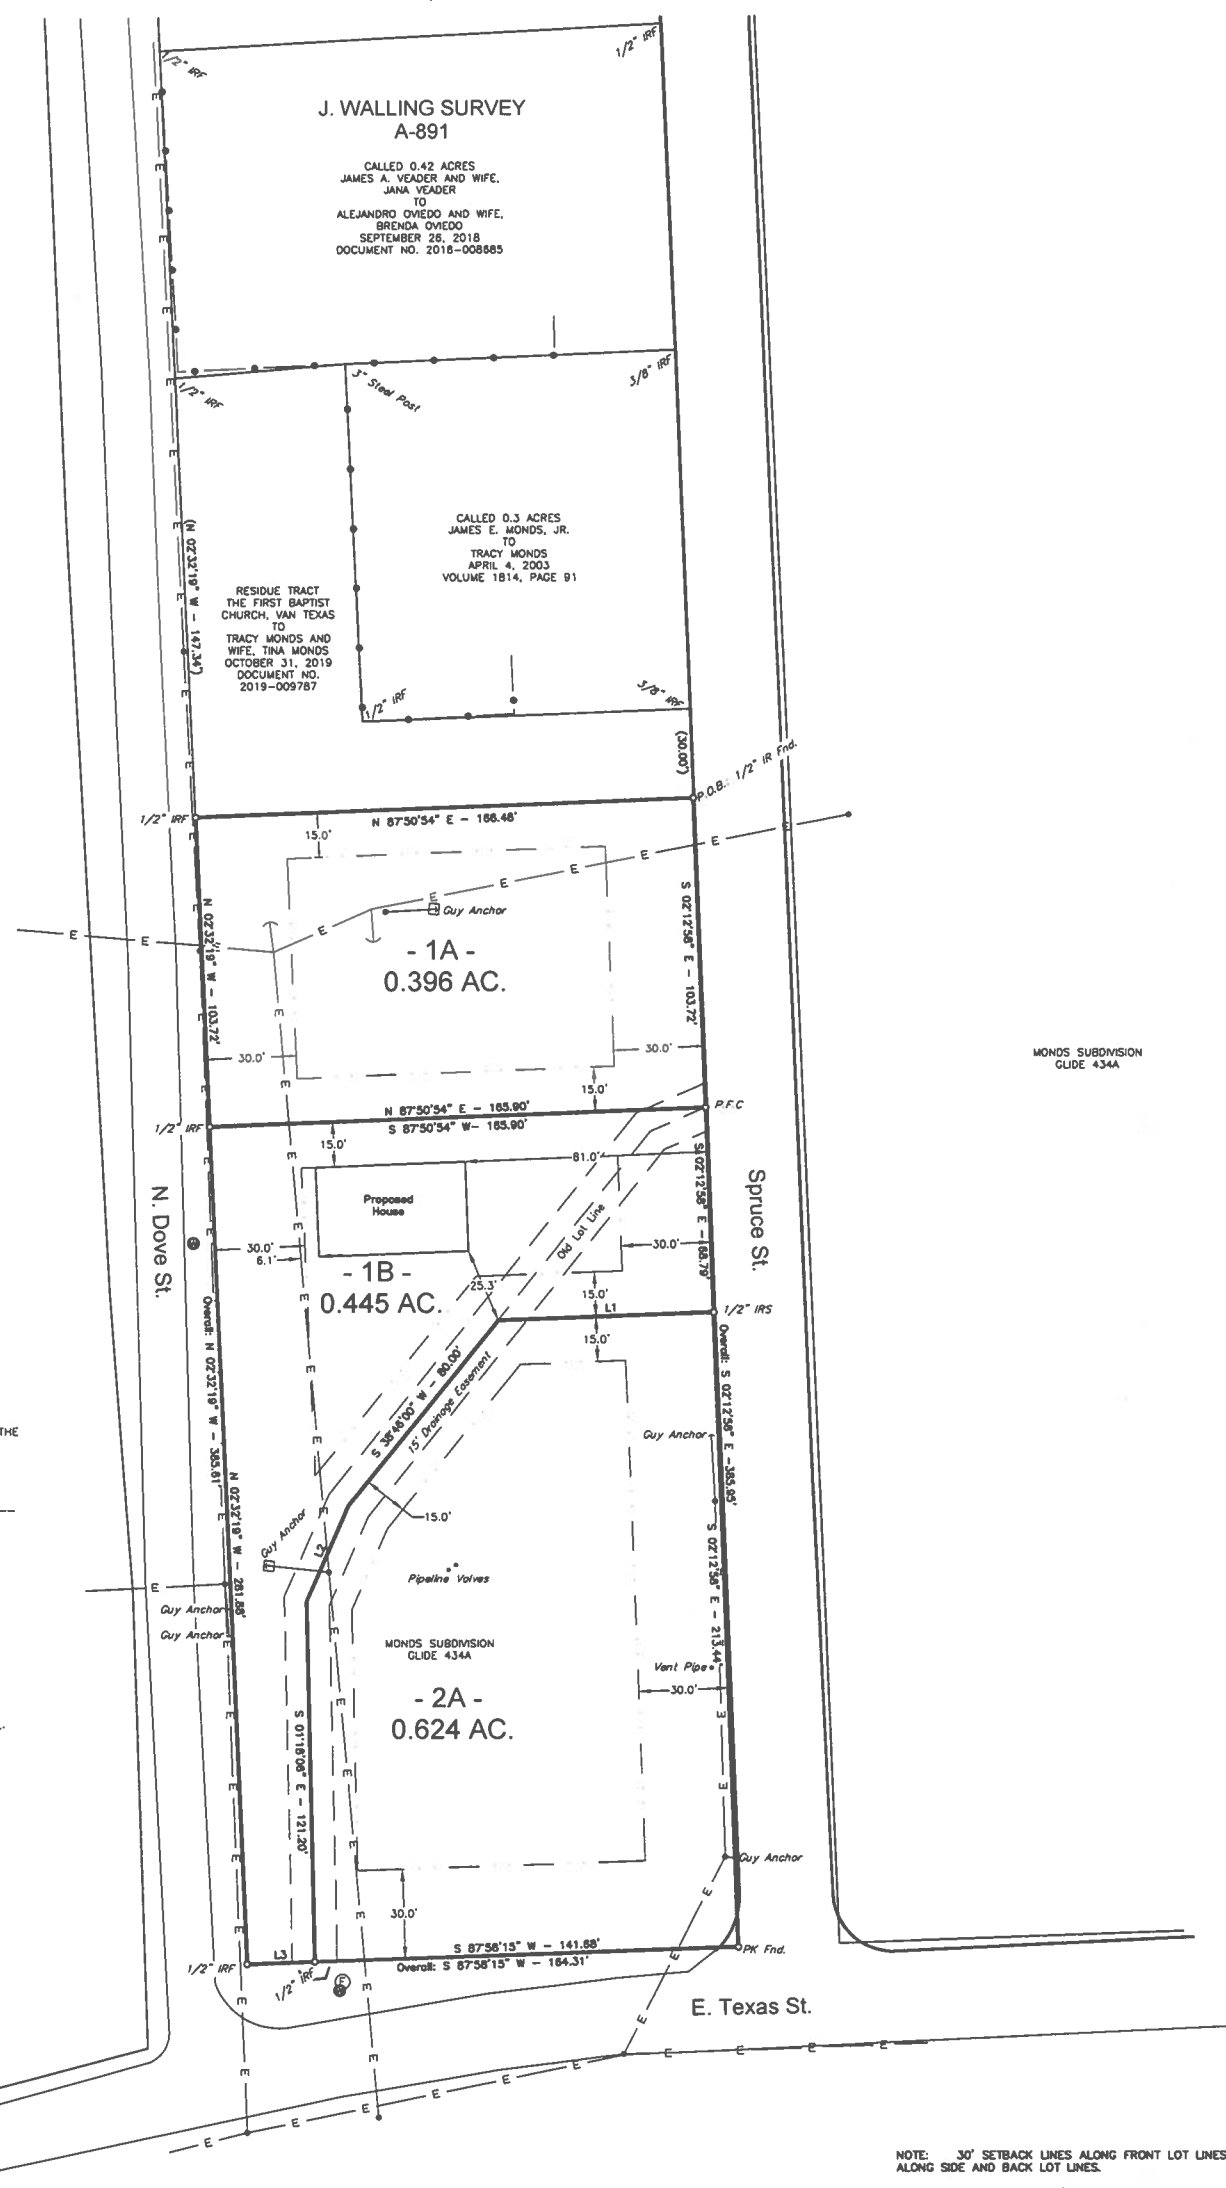 1/2" IRF
1/2" IRF
J. WALLING SURVEY
A-891
CALLED 0.42 ACRES
JAMES A. VEADER AND WIFE,
JANA VEADER
TO
ALEJANDRO OVIEDO AND WIFE,
BRENDA OVIEDO
SEPTEMBER 26, 2018
DOCUMENT NO. 2018-008685
1/2" IRF
3" Steel Post
3/8" IRF
(N 02°32'19" W - 147.34')
CALLED 0.3 ACRES
JAMES E. MONDS, JR.
TO
TRACY MONDS
APRIL 4, 2003
VOLUME 1814, PAGE 91
RESIDUE TRACT
THE FIRST BAPTIST
CHURCH, VAN TEXAS
TO
TRACY MONDS AND
WIFE, TINA MONDS
OCTOBER 31, 2019
DOCUMENT NO.
2019-009787
1/2" IRF
3/8" IRF
(30.00')
P.O.B.: 1/2" IR Fnd.
1/2" IRF
N 87°50'54" E - 166.48'
15.0'
Guy Anchor
N 02°32'19" W - 103.72'
S 02°12'58" E - 103.72'
- 1A -
0.396 AC.
30.0'
30.0'
15.0'
MONDS SUBDIVISION
GLIDE 434A
N 87°50'54" E - 165.90'
P.F.C
1/2" IRF
S 87°50'54" W- 165.90'
15.0'
81.0'
Proposed
House
Old Lot Line
S 02°12'58" E - 68.79'
N. Dove St.
Spruce St.
30.0'
6.1'
30.0'
- 1B -
0.445 AC.
25.3'
15.0'
L1
1/2" IRS
15.0'
Overall: N 02°32'19" W - 385.61'
Overall: S 02°12'58" E -385.95'
S 38°46'00" W - 80.00'
15' Drainage Easement
THE
Guy Anchor
N 02°32'19" W - 281.88'
15.0'
Guy Anchor
L2
S 02°12'58" E - 213.44'
Pipeline Valves
Guy Anchor
Guy Anchor
MONDS SUBDIVISION
GLIDE 434A
Vent Pipe
30.0'
- 2A -
0.624 AC.
S 01°18'08" E - 121.20'
Guy Anchor
30.0'
L3
S 87°58'15" W - 141.68'
PK Fnd.
1/2" IRF
Overall: S 87°58'15" W - 164.31'
1/2" IRF
E. Texas St.
NOTE: 30' SETBACK LINES ALONG FRONT LOT LINES
ALONG SIDE AND BACK LOT LINES.